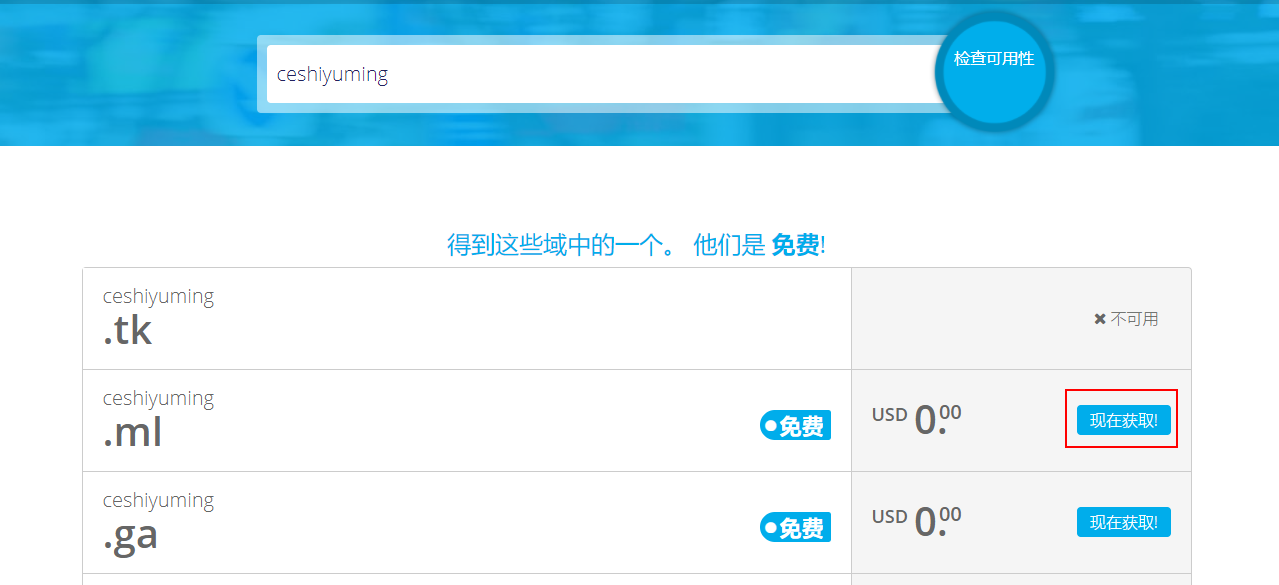 ceshiyuming
检查可用性
得到这些域中的一个。 他们是 免费!
ceshiyuming
.tk
不可用
ceshiyuming
.ml
免费
USD 0.00
现在获取!
ceshiyuming
.ga
免费
USD 0.00
现在获取!